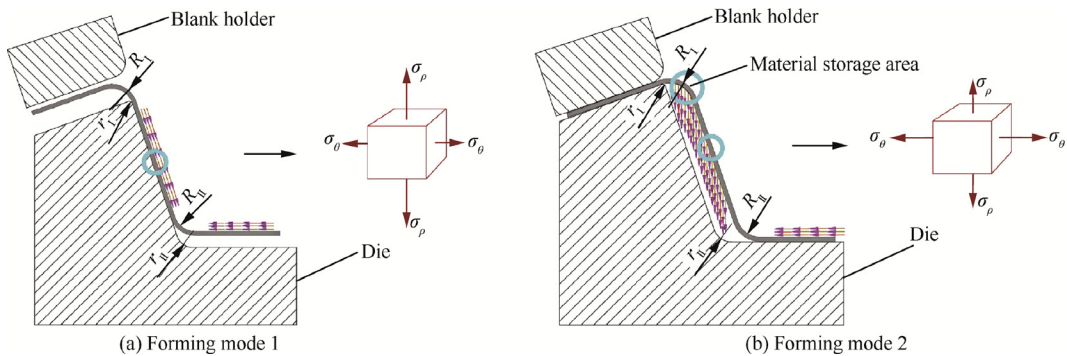 Blank holder
R_I
r_I
R_II
r_II
Die
σ_ρ
σ_θ
σ_θ
σ_ρ
(a) Forming mode 1
Blank holder
Material storage area
R_I
r_I
R_II
r_II
Die
σ_ρ
σ_θ
σ_θ
σ_ρ
(b) Forming mode 2